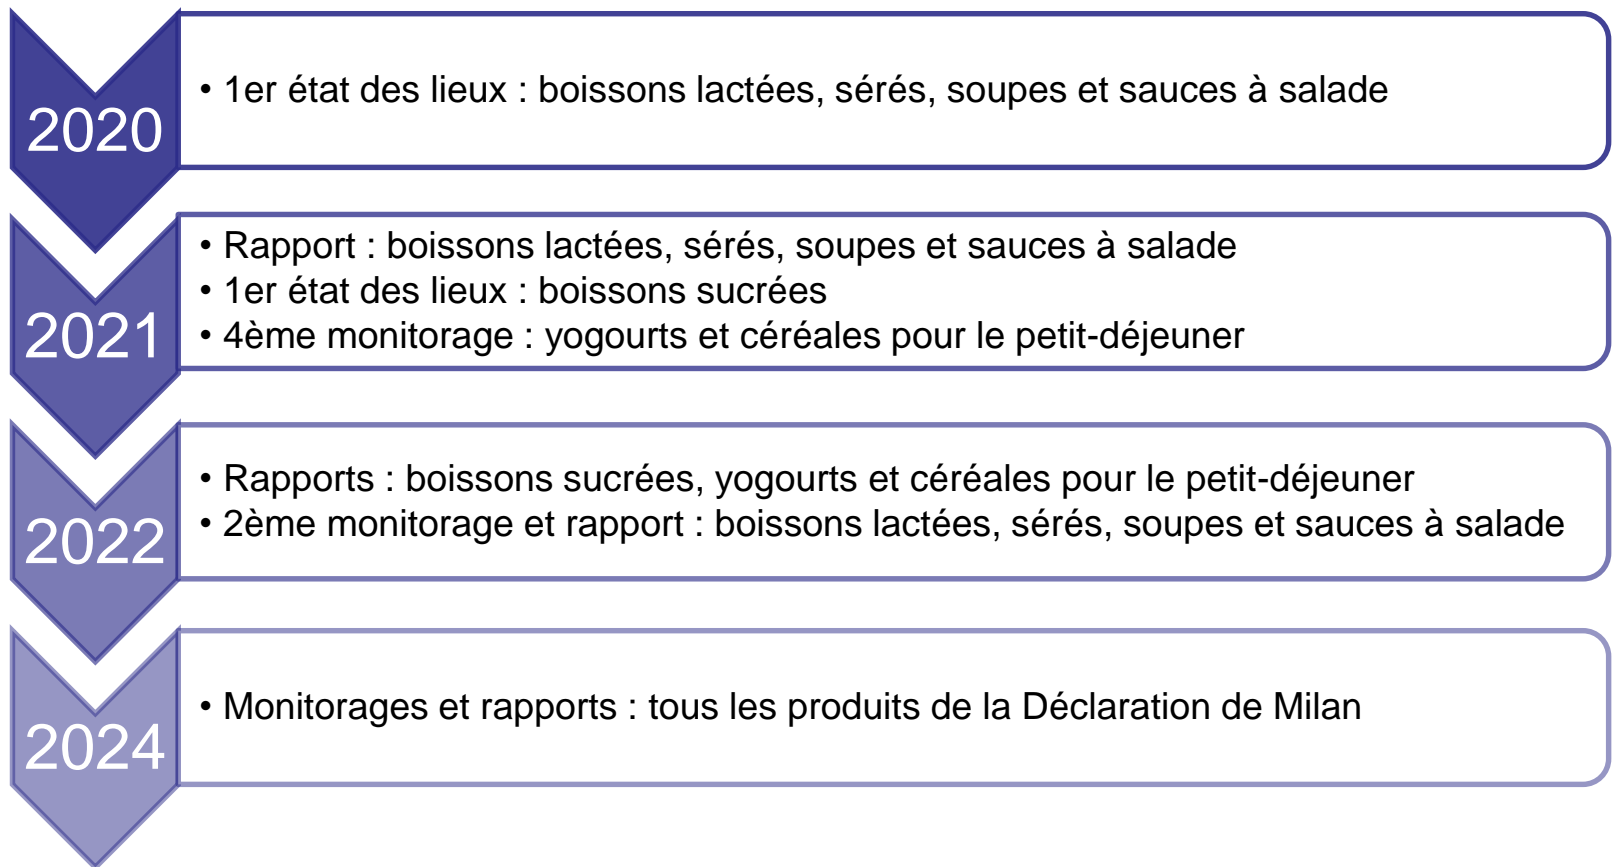 2020
• 1er état des lieux : boissons lactées, sérés, soupes et sauces à salade
2021
• Rapport : boissons lactées, sérés, soupes et sauces à salade
• 1er état des lieux : boissons sucrées
• 4ème monitorage : yogourts et céréales pour le petit-déjeuner
2022
• Rapports : boissons sucrées, yogourts et céréales pour le petit-déjeuner
• 2ème monitorage et rapport : boissons lactées, sérés, soupes et sauces à salade
2024
• Monitorages et rapports : tous les produits de la Déclaration de Milan